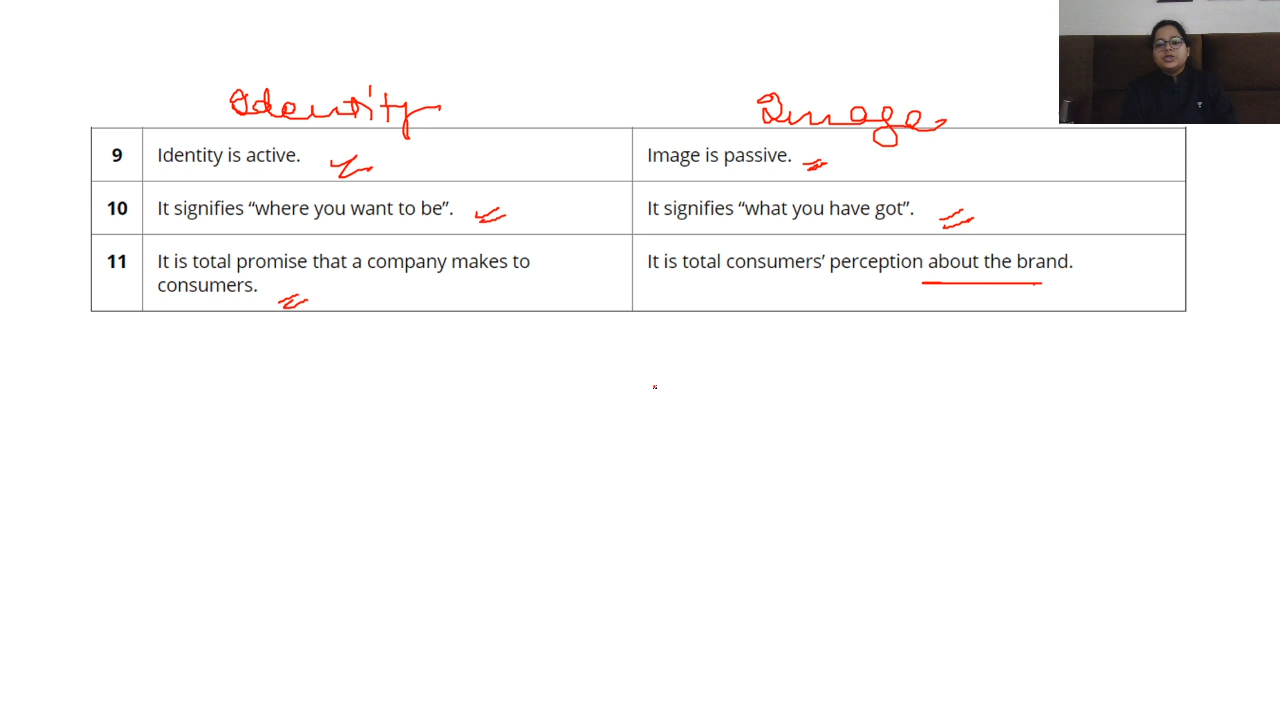 Identity
Image
9 Identity is active. Image is passive.
10 It signifies “where you want to be”. It signifies “what you have got”.
11 It is total promise that a company makes to It is total consumers’ perception about the brand.
consumers.